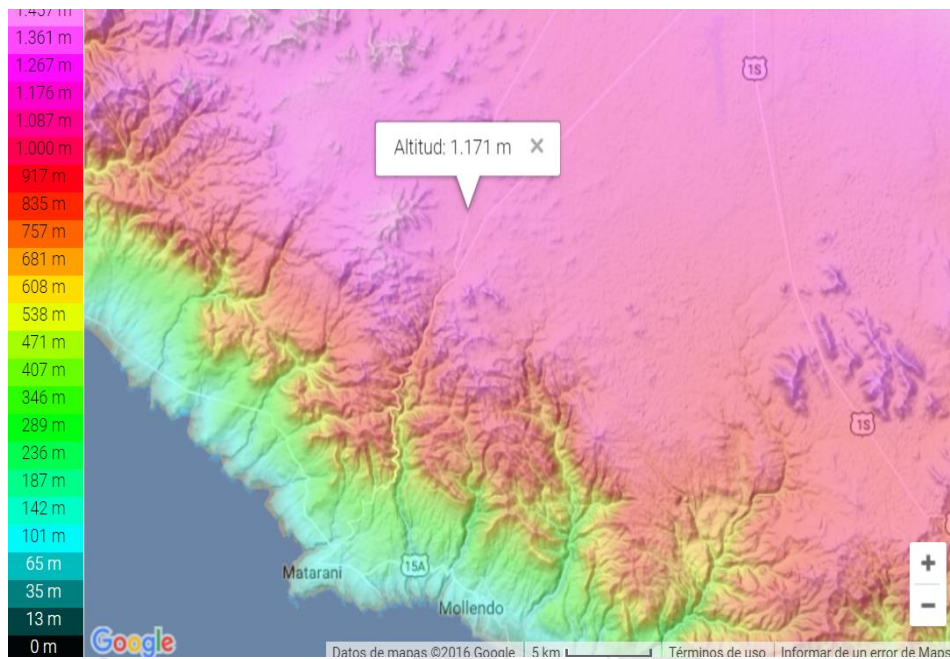 1.457 m
1.361 m
1.267 m
1.176 m
1.087 m
1.000 m
917 m
835 m
757 m
681 m
608 m
538 m
471 m
407 m
346 m
289 m
236 m
187 m
142 m
101 m
65 m
35 m
13 m
0 m
1S
Altitud: 1.171 m ×
1S
Matarani
15A
Mollendo
+
−
Google
Datos de mapas ©2016 Google 5 km Términos de uso Informar de un error de Maps